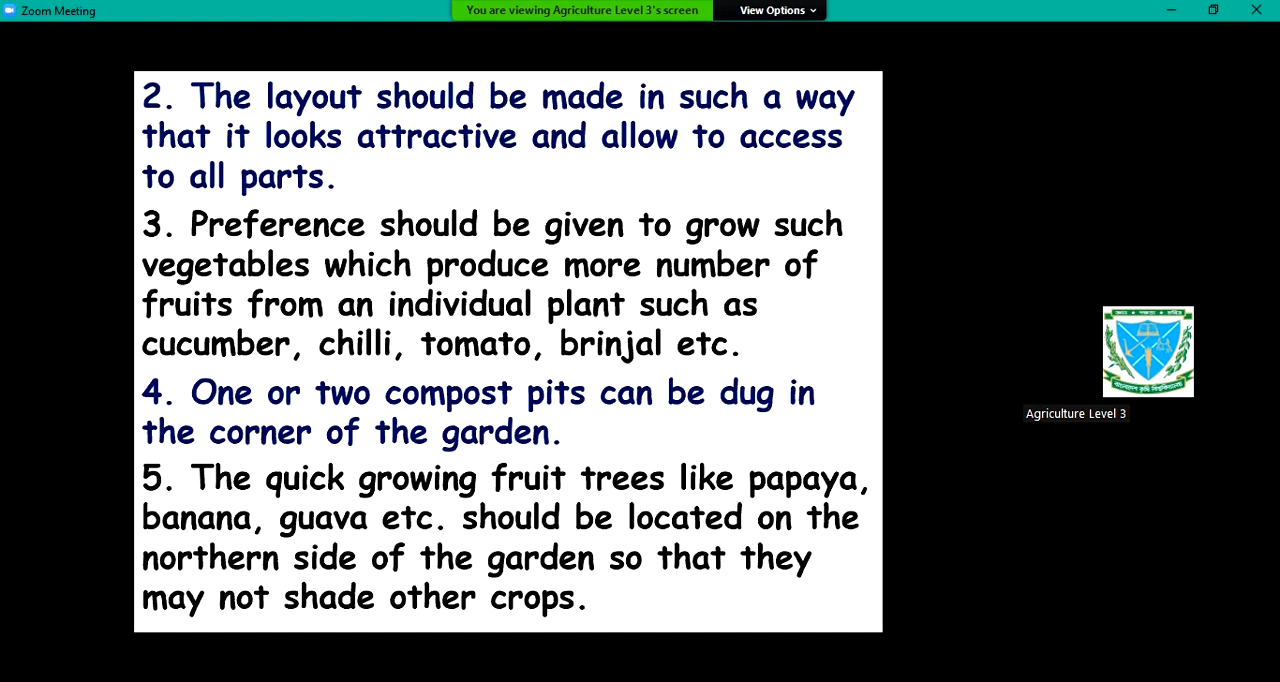 Zoom Meeting
You are viewing Agriculture Level 3's screen
View Options
2. The layout should be made in such a way
that it looks attractive and allow to access
to all parts.
3. Preference should be given to grow such
vegetables which produce more number of
fruits from an individual plant such as
cucumber, chilli, tomato, brinjal etc.
4. One or two compost pits can be dug in
the corner of the garden.
5. The quick growing fruit trees like papaya,
banana, guava etc. should be located on the
northern side of the garden so that they
may not shade other crops.
Agriculture Level 3